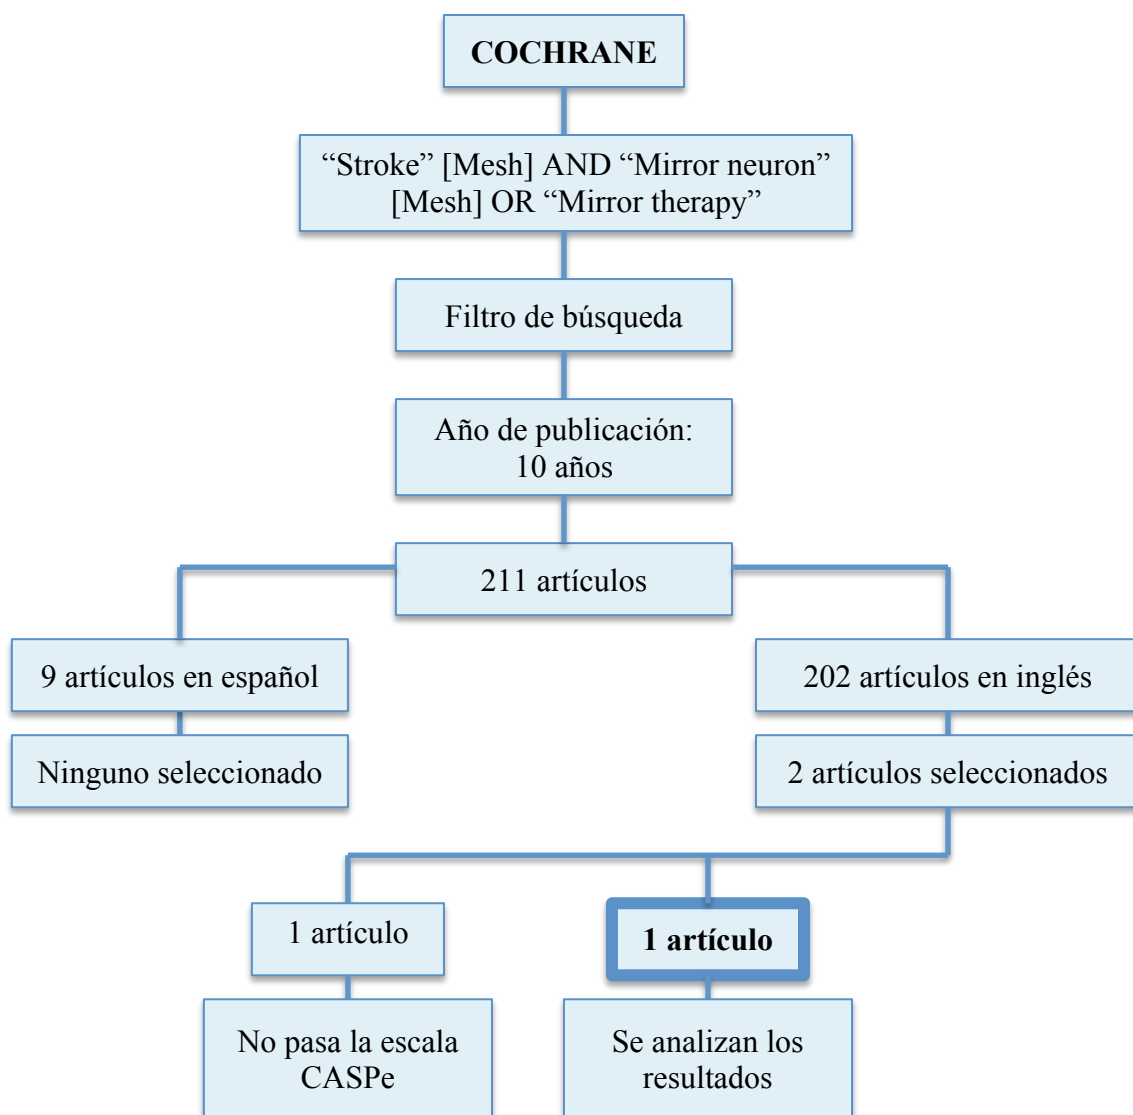 COCHRANE
“Stroke” [Mesh] AND “Mirror neuron”
[Mesh] OR “Mirror therapy”
Filtro de búsqueda
Año de publicación:
10 años
211 artículos
9 artículos en español
202 artículos en inglés
Ninguno seleccionado
2 artículos seleccionados
1 artículo
1 artículo
No pasa la escala
CASPe
Se analizan los
resultados